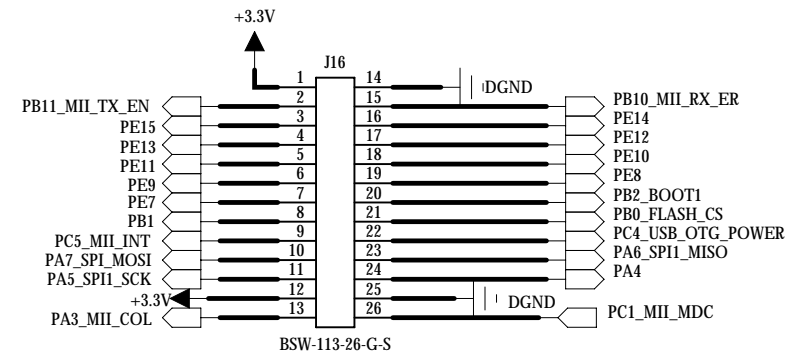 +3.3V
J16
1 14 DGND
PB11_MII_TX_EN 2 15 PB10_MII_RX_ER
PE15 3 16 PE14
PE13 4 17 PE12
PE11 5 18 PE10
PE9 6 19 PE8
PE7 7 20 PB2_BOOT1
PB1 8 21 PB0_FLASH_CS
PC5_MII_INT 9 22 PC4_USB_OTG_POWER
PA7_SPI_MOSI 10 23 PA6_SPI1_MISO
PA5_SPI1_SCK 11 24 PA4
+3.3V 12 25 DGND
PA3_MII_COL 13 26 PC1_MII_MDC
BSW-113-26-G-S